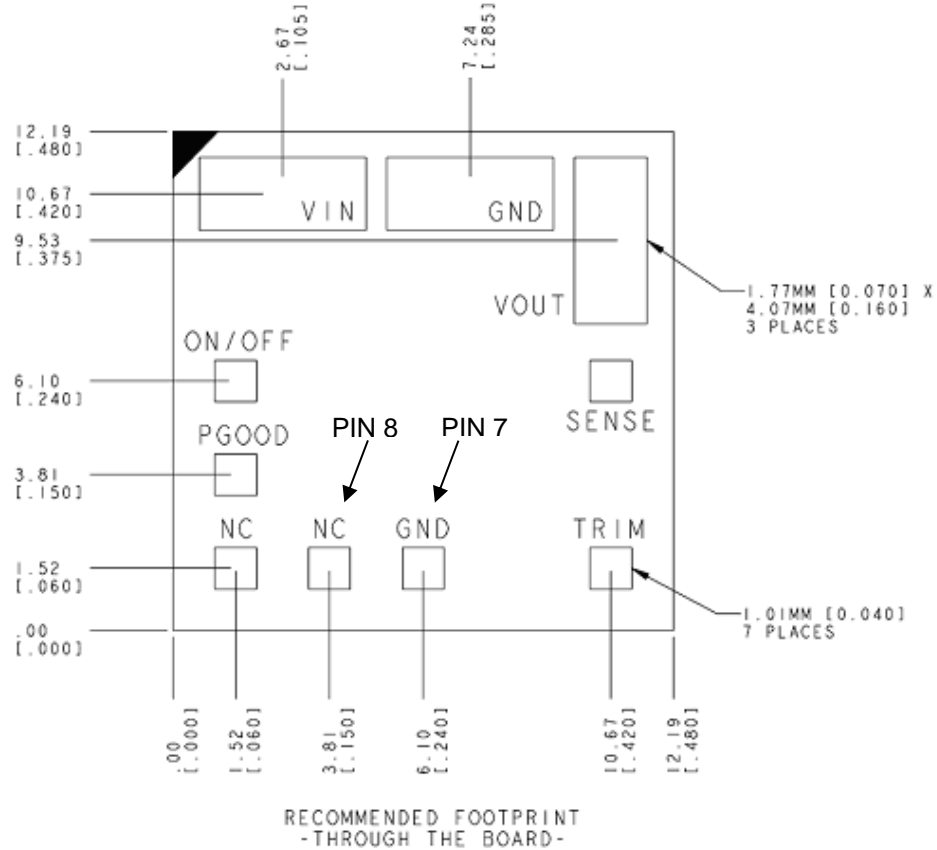 2.67
[.105]
7.24
[.285]
12.19
[.480]
10.67
[.420]
VIN
GND
9.53
[.375]
1.77MM [0.070] X
4.07MM [0.160]
3 PLACES
VOUT
ON/OFF
6.10
[.240]
SENSE
PGOOD
PIN 8
PIN 7
3.81
[.150]
NC
NC
GND
TRIM
1.52
[.060]
1.01MM [0.040]
7 PLACES
.00
[.000]
.00
[.0000]
1.52
[.060]
3.81
[.150]
6.10
[.240]
10.67
[.420]
12.19
[.480]
RECOMMENDED FOOTPRINT
-THROUGH THE BOARD-